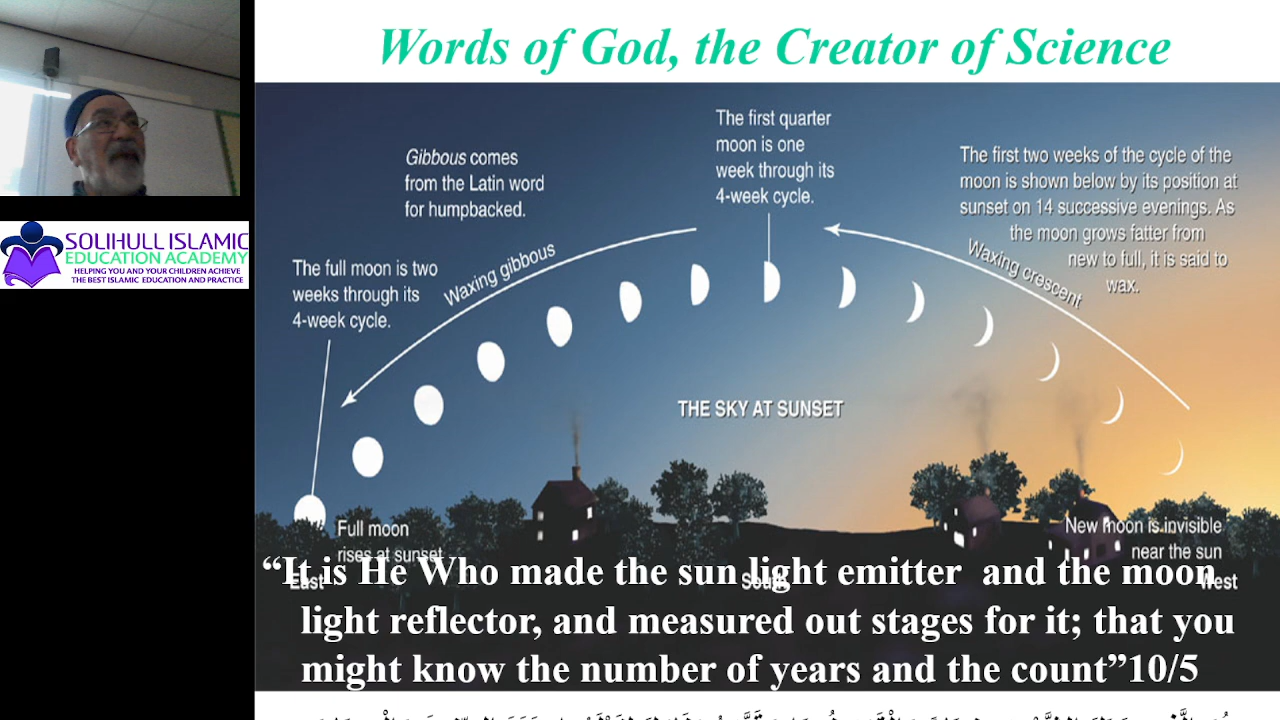 Words of God, the Creator of Science
SOLIHULL ISLAMIC
EDUCATION ACADEMY
HELPING YOU AND YOUR CHILDREN ACHIEVE
THE BEST ISLAMIC EDUCATION AND PRACTICE
Gibbous comes
from the Latin word
for humpbacked.
The first quarter
moon is one
week through its
4-week cycle.
The first two weeks of the cycle of the
moon is shown below by its position at
sunset on 14 successive evenings. As
the moon grows fatter from
new to full, it is said to
wax.
The full moon is two
weeks through its
4-week cycle.
Waxing gibbous
Waxing crescent
THE SKY AT SUNSET
Full moon
rises at sunset
New moon is invisible
near the sun
East
South
West
“It is He Who made the sun light emitter and the moon
light reflector, and measured out stages for it; that you
might know the number of years and the count”10/5